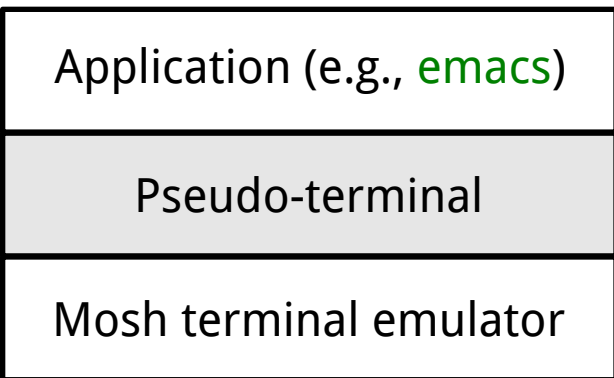 Application (e.g., emacs)
Pseudo-terminal
Mosh terminal emulator